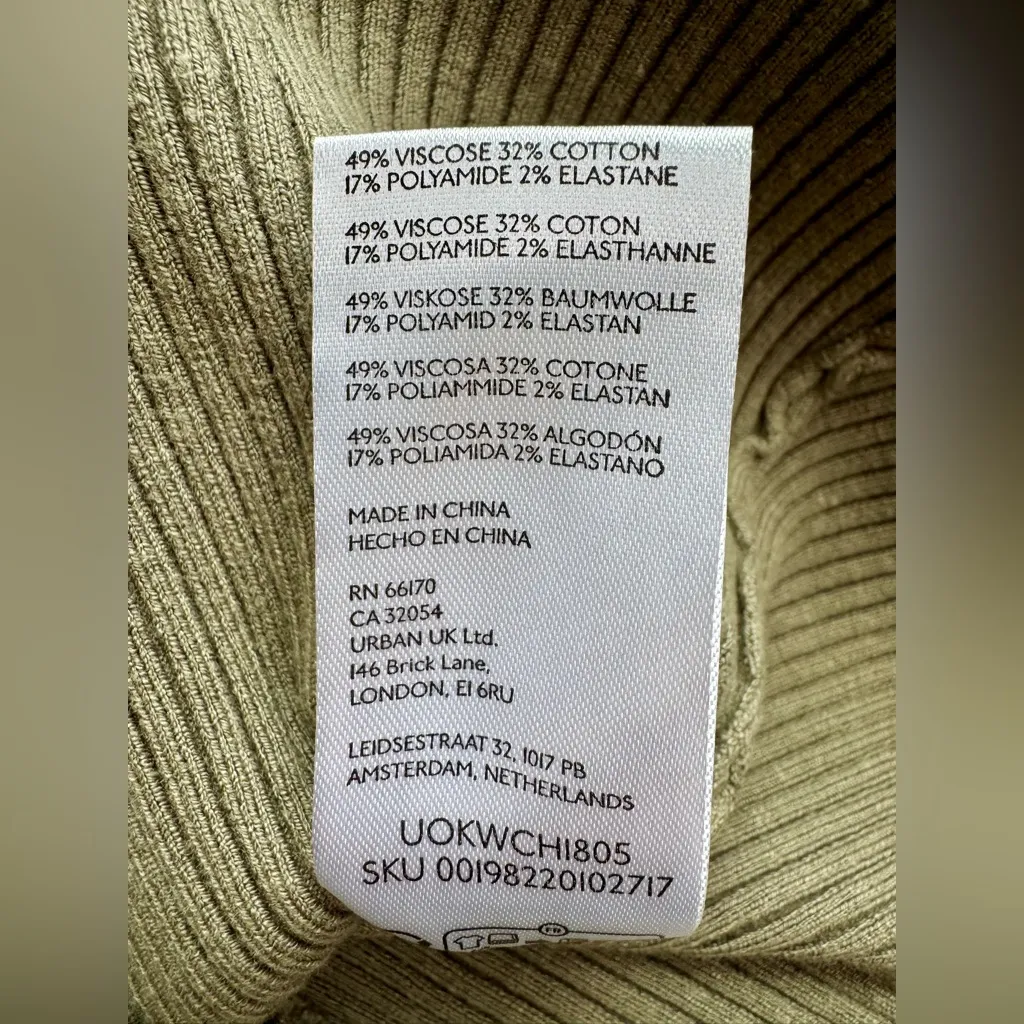 49% VISCOSE 32% COTTON
17% POLYAMIDE 2% ELASTANE
49% VISCOSE 32% COTON
17% POLYAMIDE 2% ELASTHANNE
49% VISKOSE 32% BAUMWOLLE
17% POLYAMID 2% ELASTAN
49% VISCOSA 32% COTONE
17% POLIAMMIDE 2% ELASTAN
49% VISCOSA 32% ALGODÓN
17% POLIAMIDA 2% ELASTANO
MADE IN CHINA
HECHO EN CHINA
RN 66170
CA 32054
URBAN UK Ltd.
146 Brick Lane,
LONDON, E1 6RU
LEIDSESTRAAT 32, 1017 PB
AMSTERDAM, NETHERLANDS
UOKWCH1805
SKU 00198220102717
FR